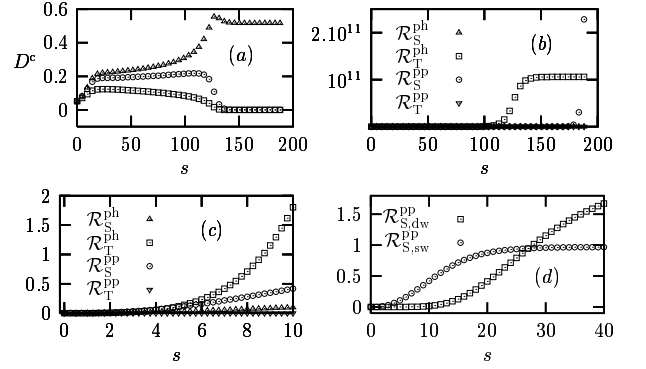 0.6
0.4
D^c
0.2
0
0 50 100 150 200
s
(a)
2.10^11
10^11
R_S^ph
R_T^ph
R_S^pp
R_T^pp
(b)
0 50 100 150 200
s
2
1.5
1
0.5
0
R_S^ph
R_T^ph
R_S^pp
R_T^pp
(c)
0 2 4 6 8 10
s
1.5
1
0.5
0
R_S,dw^pp
R_S,sw^pp
(d)
0 10 20 30 40
s